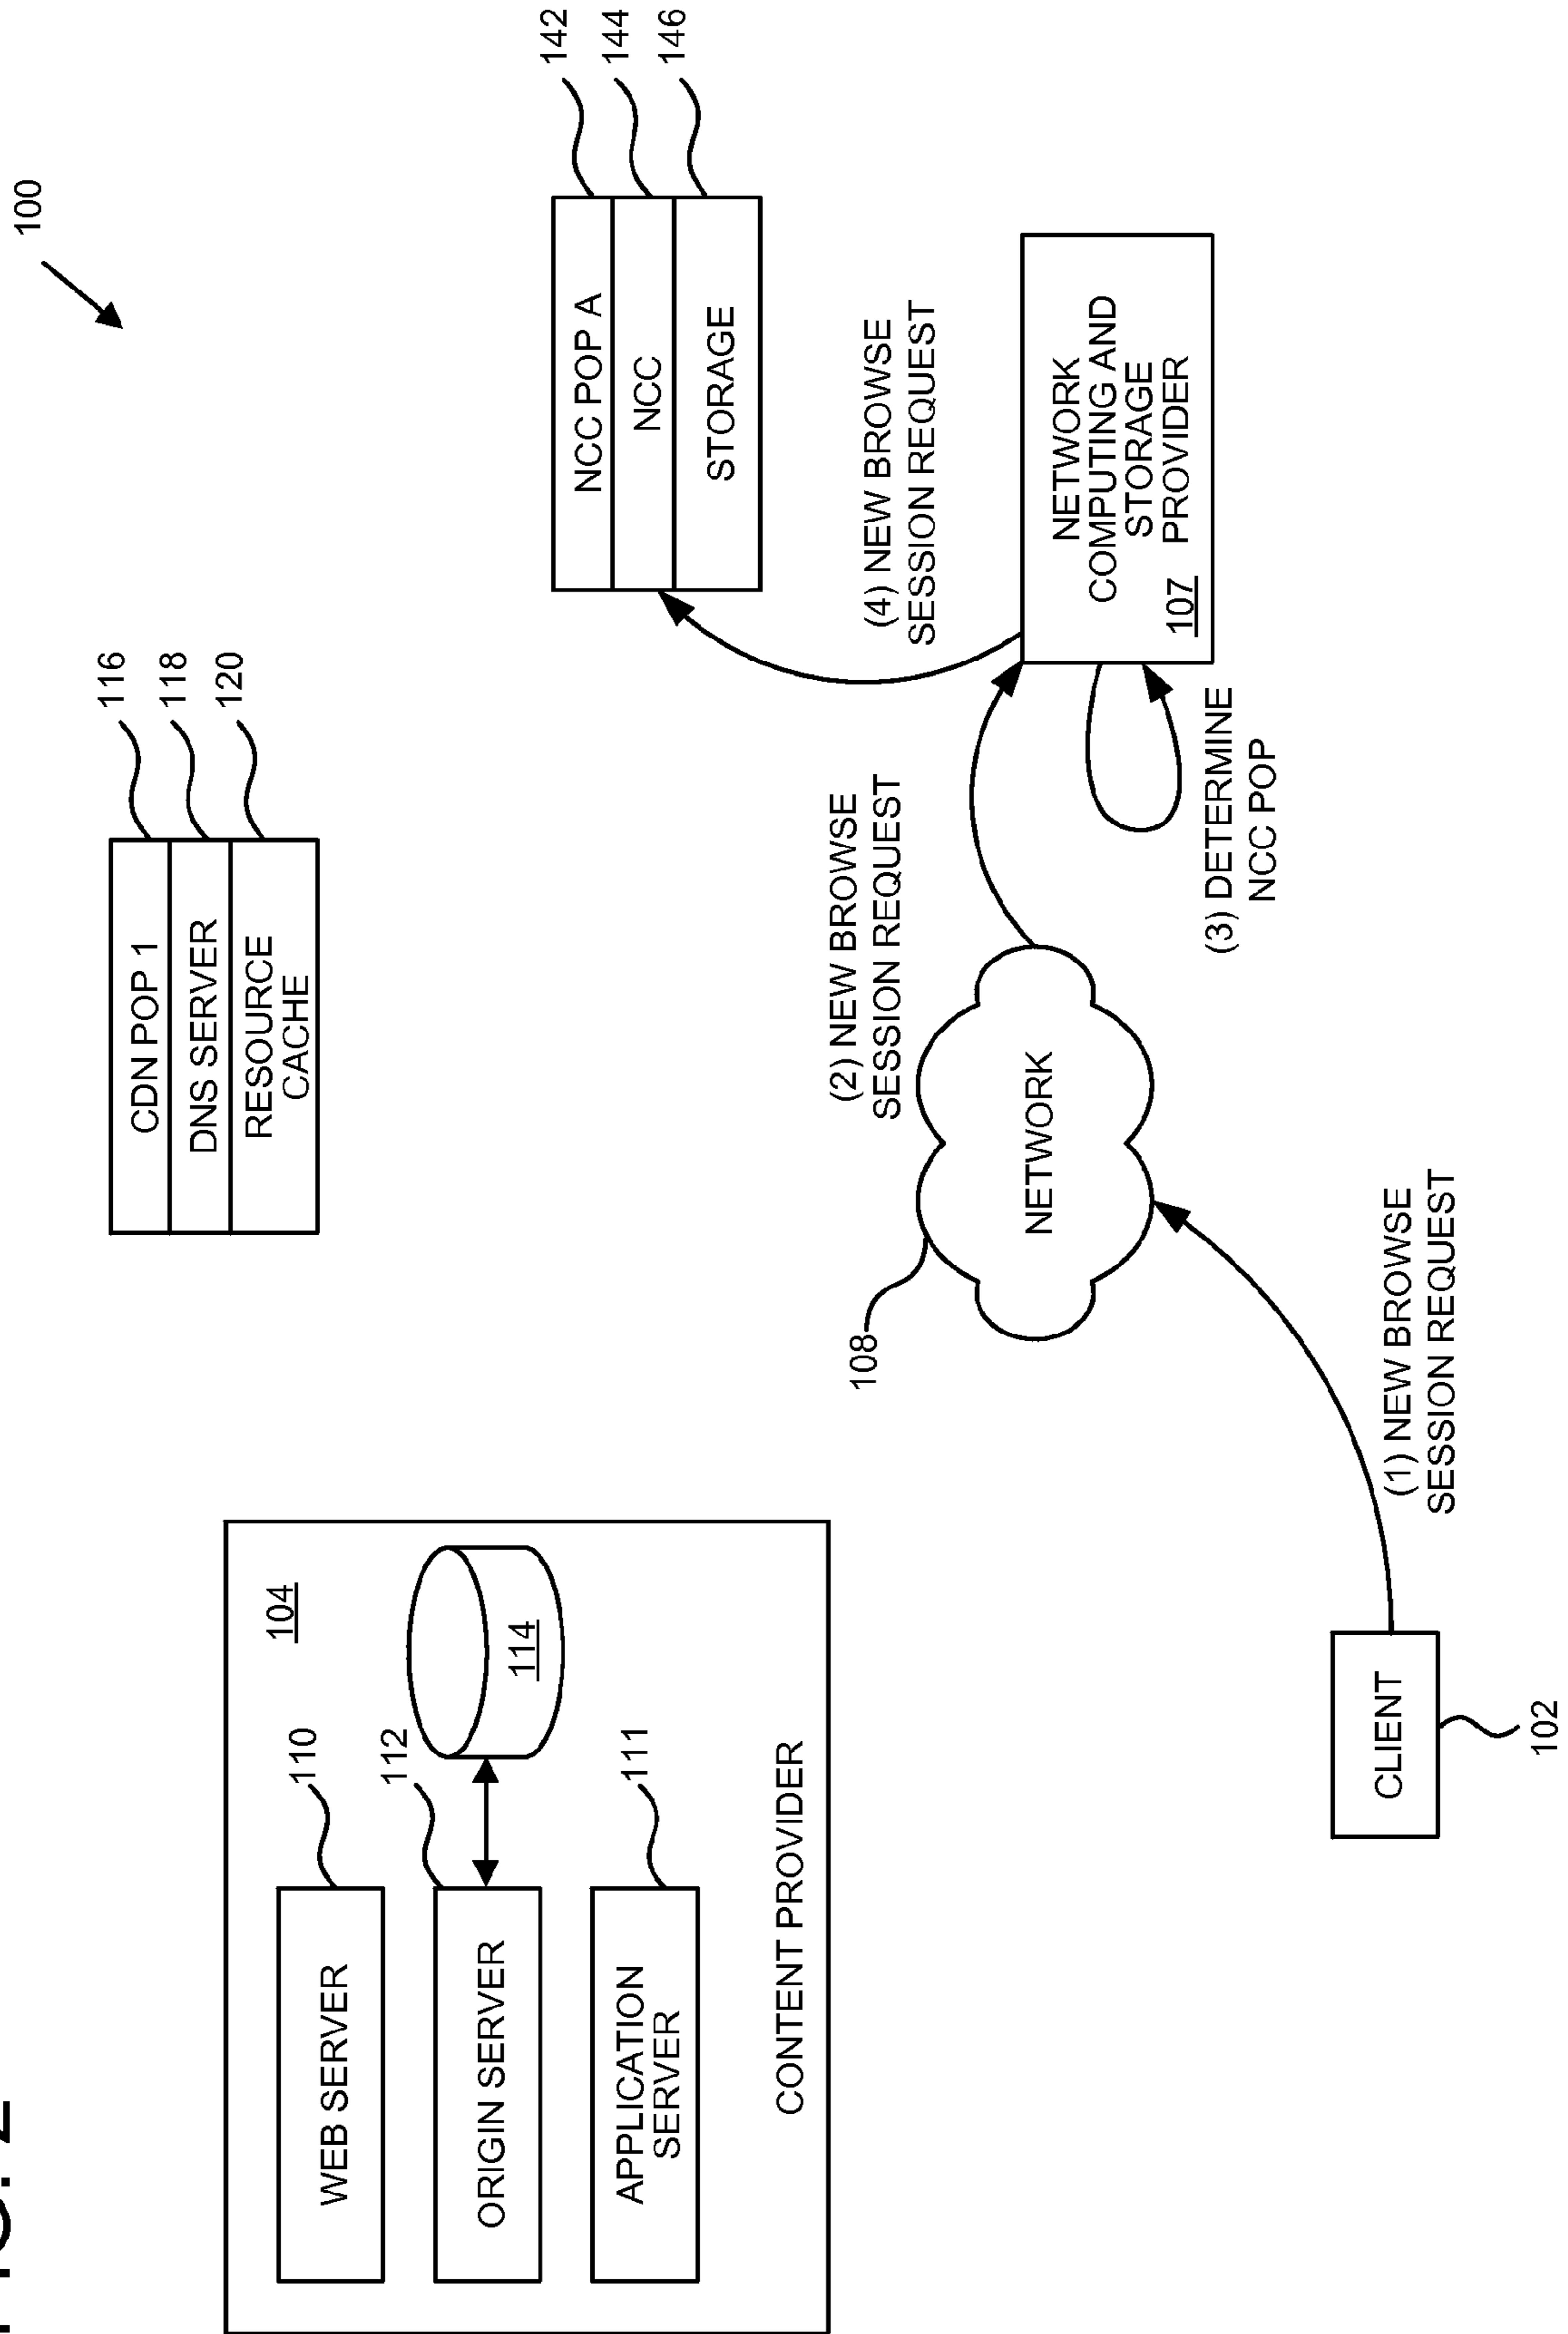 FIG. 2
100
104
WEB SERVER
110
ORIGIN SERVER
112
114
APPLICATION
SERVER
111
CONTENT PROVIDER
CDN POP 1
DNS SERVER
RESOURCE
CACHE
116
118
120
NCC POP A
NCC
STORAGE
142
144
146
CLIENT
102
(1) NEW BROWSE
SESSION REQUEST
108
NETWORK
(2) NEW BROWSE
SESSION REQUEST
(3) DETERMINE
NCC POP
(4) NEW BROWSE
SESSION REQUEST
NETWORK
COMPUTING AND
STORAGE
PROVIDER
107